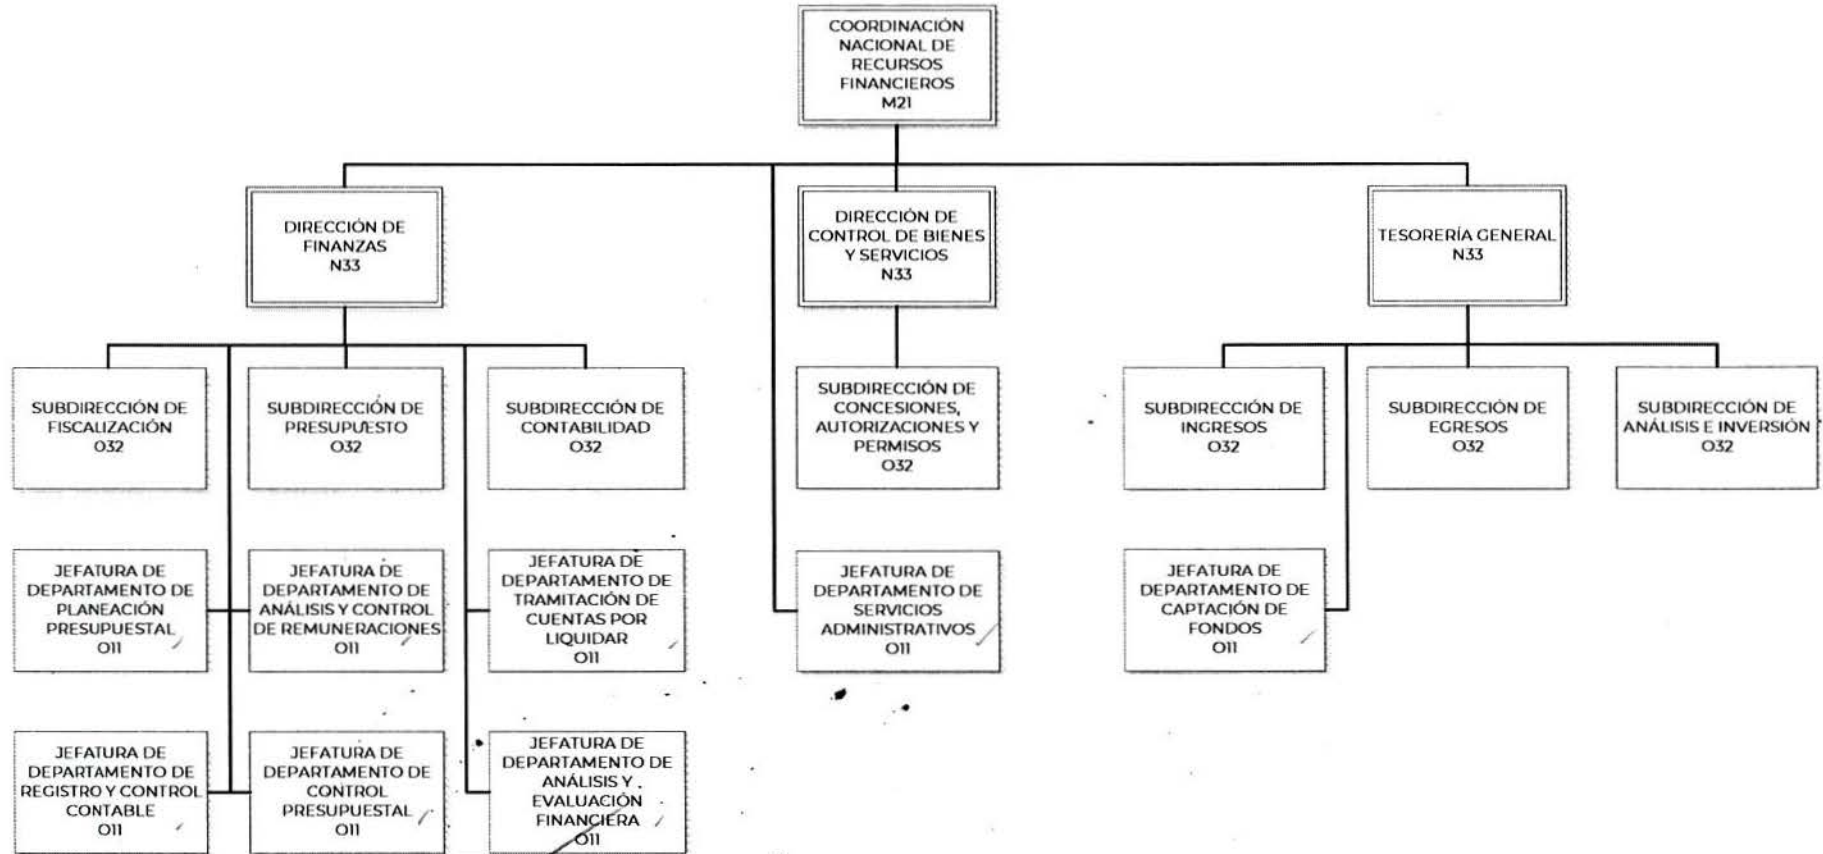 COORDINACIÓN
NACIONAL DE
RECURSOS
FINANCIEROS
M21
DIRECCIÓN DE
FINANZAS
N33
DIRECCIÓN DE
CONTROL DE BIENES
Y SERVICIOS
N33
TESORERÍA GENERAL
N33
SUBDIRECCIÓN DE
FISCALIZACIÓN
O32
SUBDIRECCIÓN DE
PRESUPUESTO
O32
SUBDIRECCIÓN DE
CONTABILIDAD
O32
SUBDIRECCIÓN DE
CONCESIONES,
AUTORIZACIONES Y
PERMISOS
O32
SUBDIRECCIÓN DE
INGRESOS
O32
SUBDIRECCIÓN DE
EGRESOS
O32
SUBDIRECCIÓN DE
ANÁLISIS E INVERSIÓN
O32
JEFATURA DE
DEPARTAMENTO DE
PLANEACIÓN
PRESUPUESTAL
O11
JEFATURA DE
DEPARTAMENTO DE
ANÁLISIS Y CONTROL
DE REMUNERACIONES
O11
JEFATURA DE
DEPARTAMENTO DE
TRAMITACIÓN DE
CUENTAS POR
LIQUIDAR
O11
JEFATURA DE
DEPARTAMENTO DE
SERVICIOS
ADMINISTRATIVOS
O11
JEFATURA DE
DEPARTAMENTO DE
CAPTACIÓN DE
FONDOS
O11
JEFATURA DE
DEPARTAMENTO DE
REGISTRO Y CONTROL
CONTABLE
O11
JEFATURA DE
DEPARTAMENTO DE
CONTROL
PRESUPUESTAL
O11
JEFATURA DE
DEPARTAMENTO DE
ANÁLISIS Y
EVALUACIÓN
FINANCIERA
O11